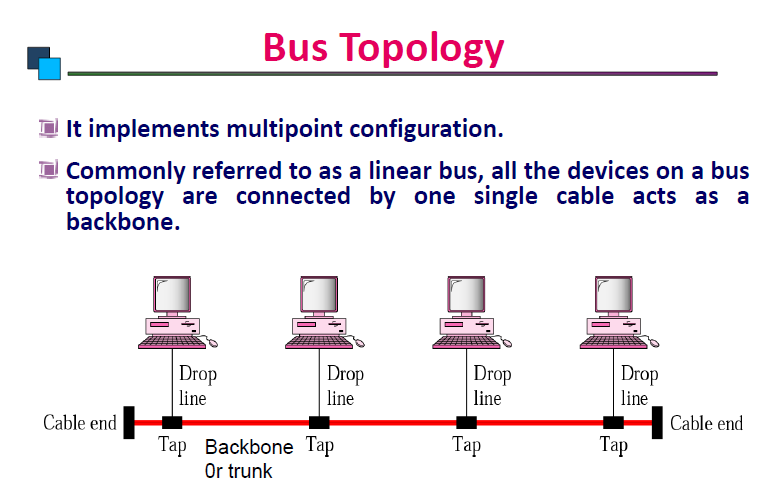 Bus Topology
It implements multipoint configuration.
Commonly referred to as a linear bus, all the devices on a bus
topology are connected by one single cable acts as a
backbone.
Drop Drop Drop Drop
line line line line
Cable end Cable end
Tap Backbone Tap Tap Tap
0r trunk